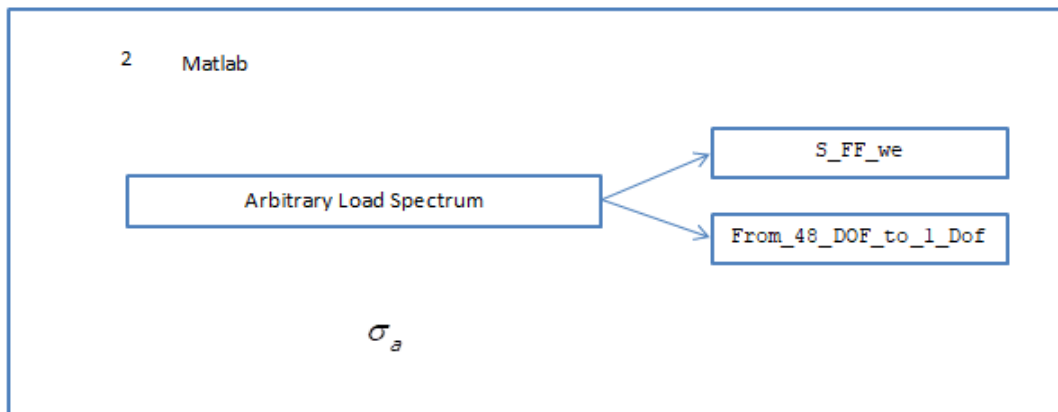 2 Matlab
S_FF_we
Arbitrary Load Spectrum
From_48_DOF_to_1_Dof
σₐ